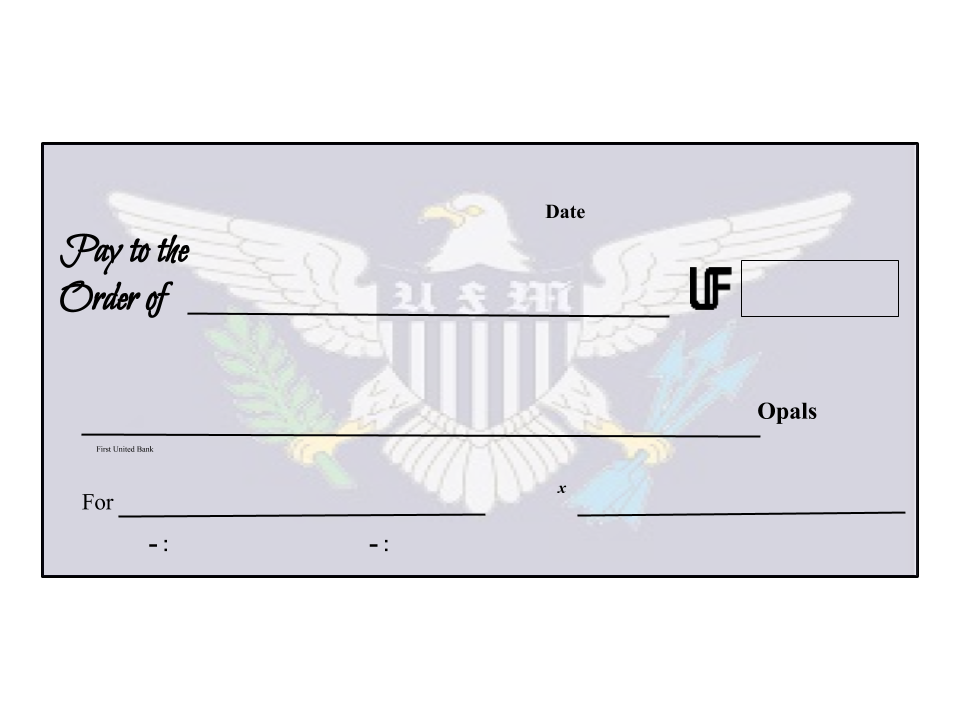 Date
Pay to the
Order of
UF
U F M
Opals
First United Bank
For
x
- :
- :